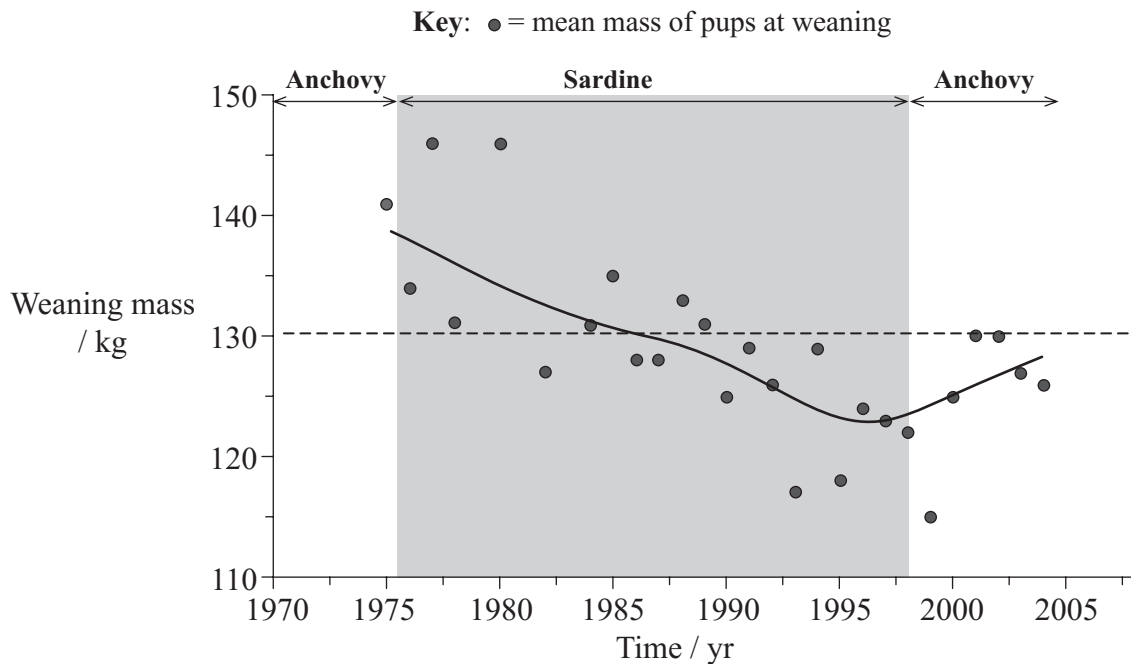 Key: ● = mean mass of pups at weaning
Anchovy Sardine Anchovy
150
140
Weaning mass
/ kg
130
120
110
1970 1975 1980 1985 1990 1995 2000 2005
Time / yr